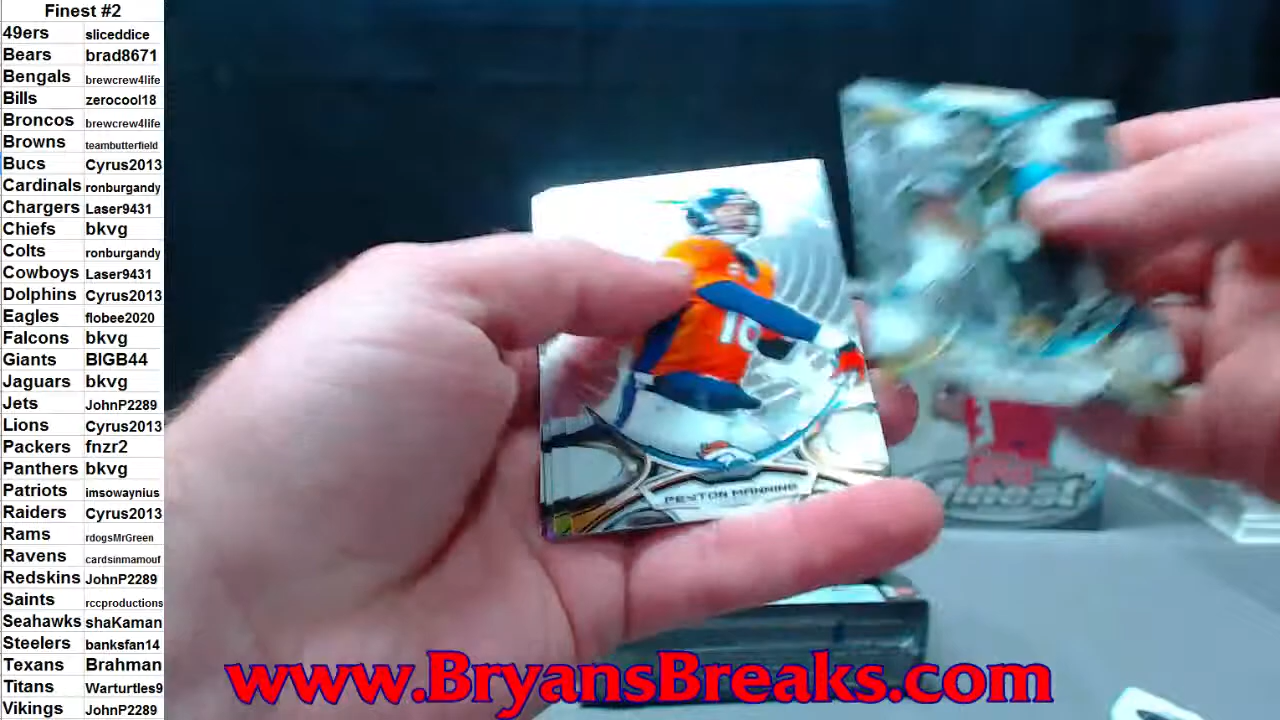 Finest #2
49ers sliceddice
Bears brad8671
Bengals brewcrew4life
Bills zerocool18
Broncos brewcrew4life
Browns teambutterfield
Bucs Cyrus2013
Cardinals ronburgandy
Chargers Laser9431
Chiefs bkvg
Colts ronburgandy
Cowboys Laser9431
Dolphins Cyrus2013
Eagles flobee2020
Falcons bkvg
Giants BIGB44
Jaguars bkvg
Jets JohnP2289
Lions Cyrus2013
Packers fnzr2
Panthers bkvg
Patriots imsowaynius
Raiders Cyrus2013
Rams rdogsMrGreen
Ravens cardsinmamouf
Redskins JohnP2289
Saints rccproductions
Seahawks shaKaman
Steelers banksfan14
Texans Brahman
Titans Warturtles9
Vikings JohnP2289
18
PEYTON MANNING
Finest
www.BryansBreaks.com